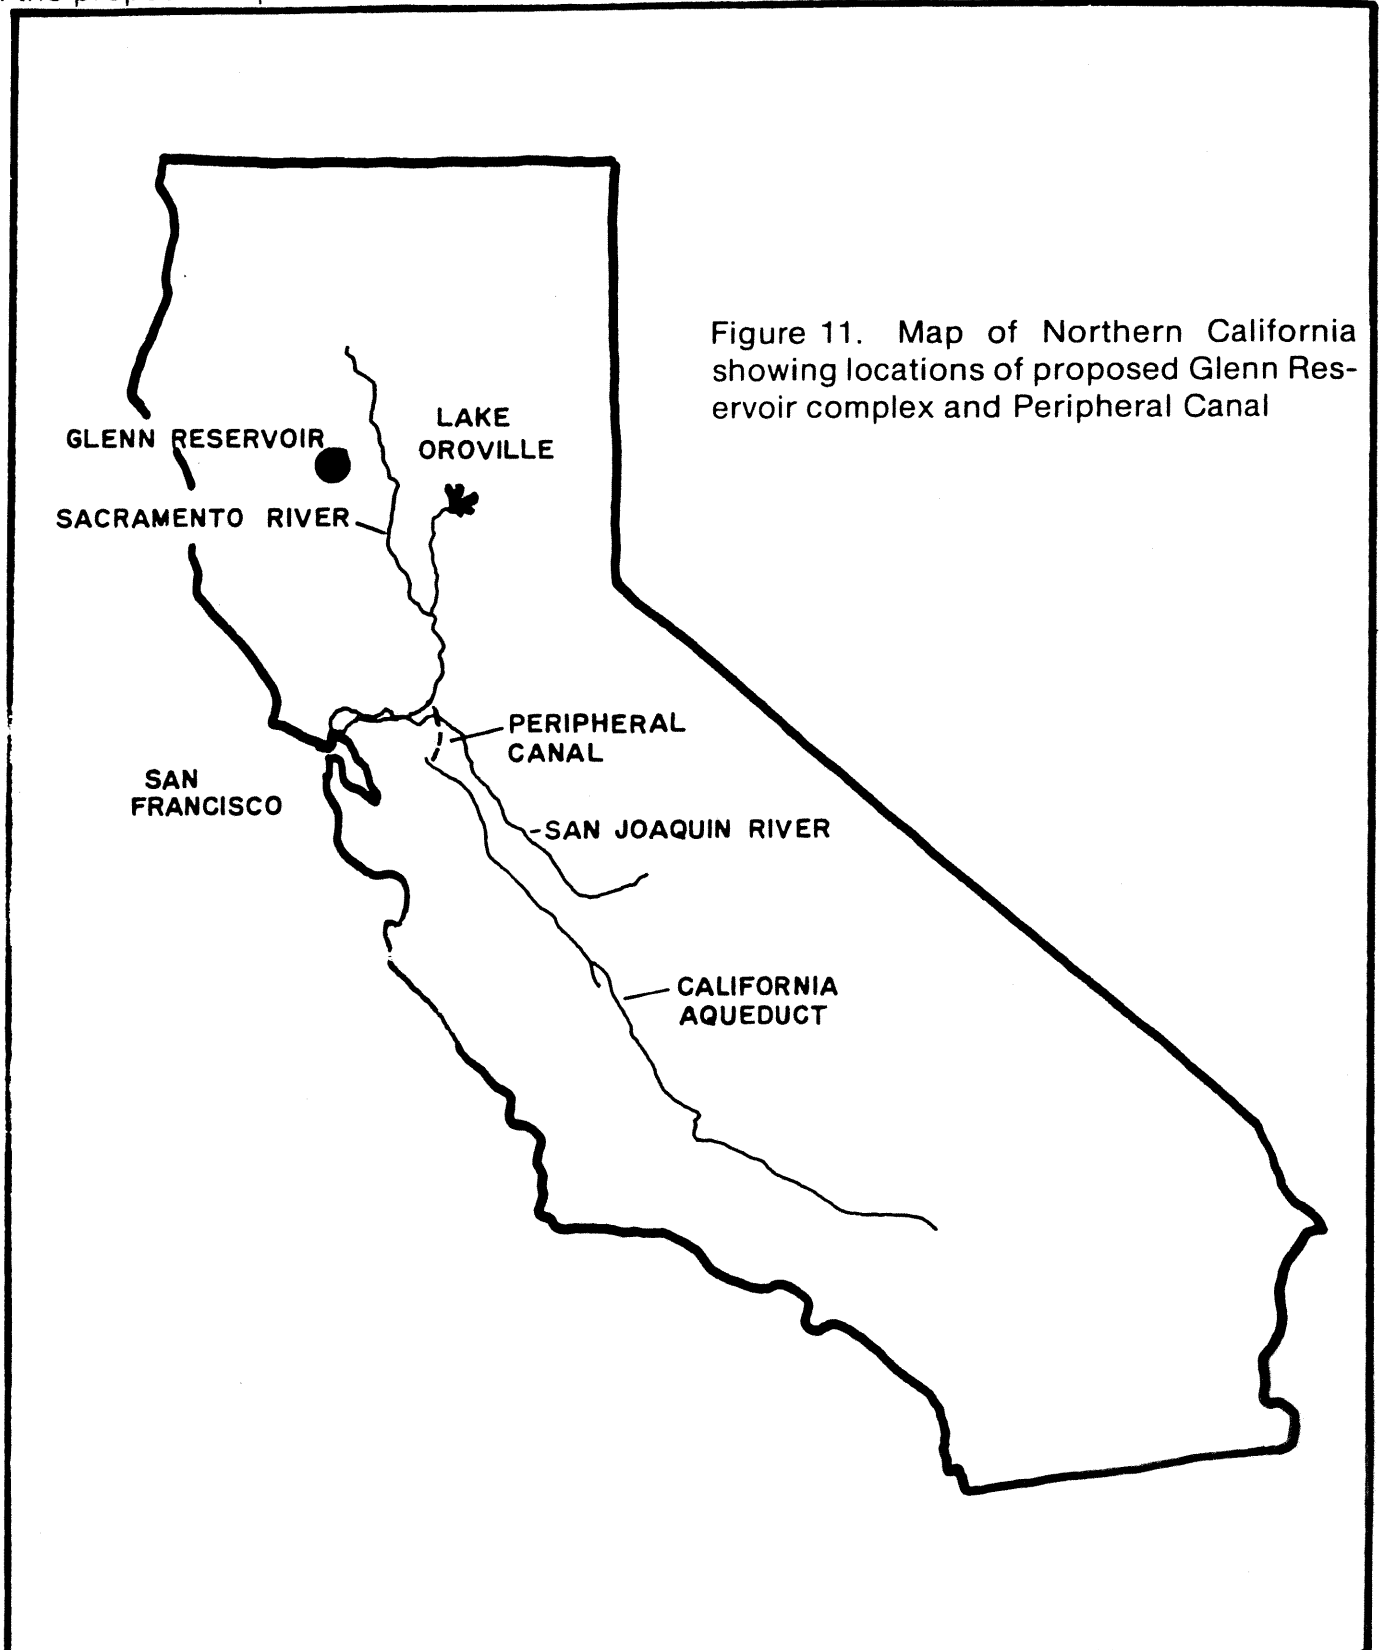 Figure 11. Map of Northern California
showing locations of proposed Glenn Res-
ervoir complex and Peripheral Canal
LAKE
OROVILLE
GLENN RESERVOIR
SACRAMENTO RIVER
PERIPHERAL
CANAL
SAN
FRANCISCO
SAN JOAQUIN RIVER
CALIFORNIA
AQUEDUCT